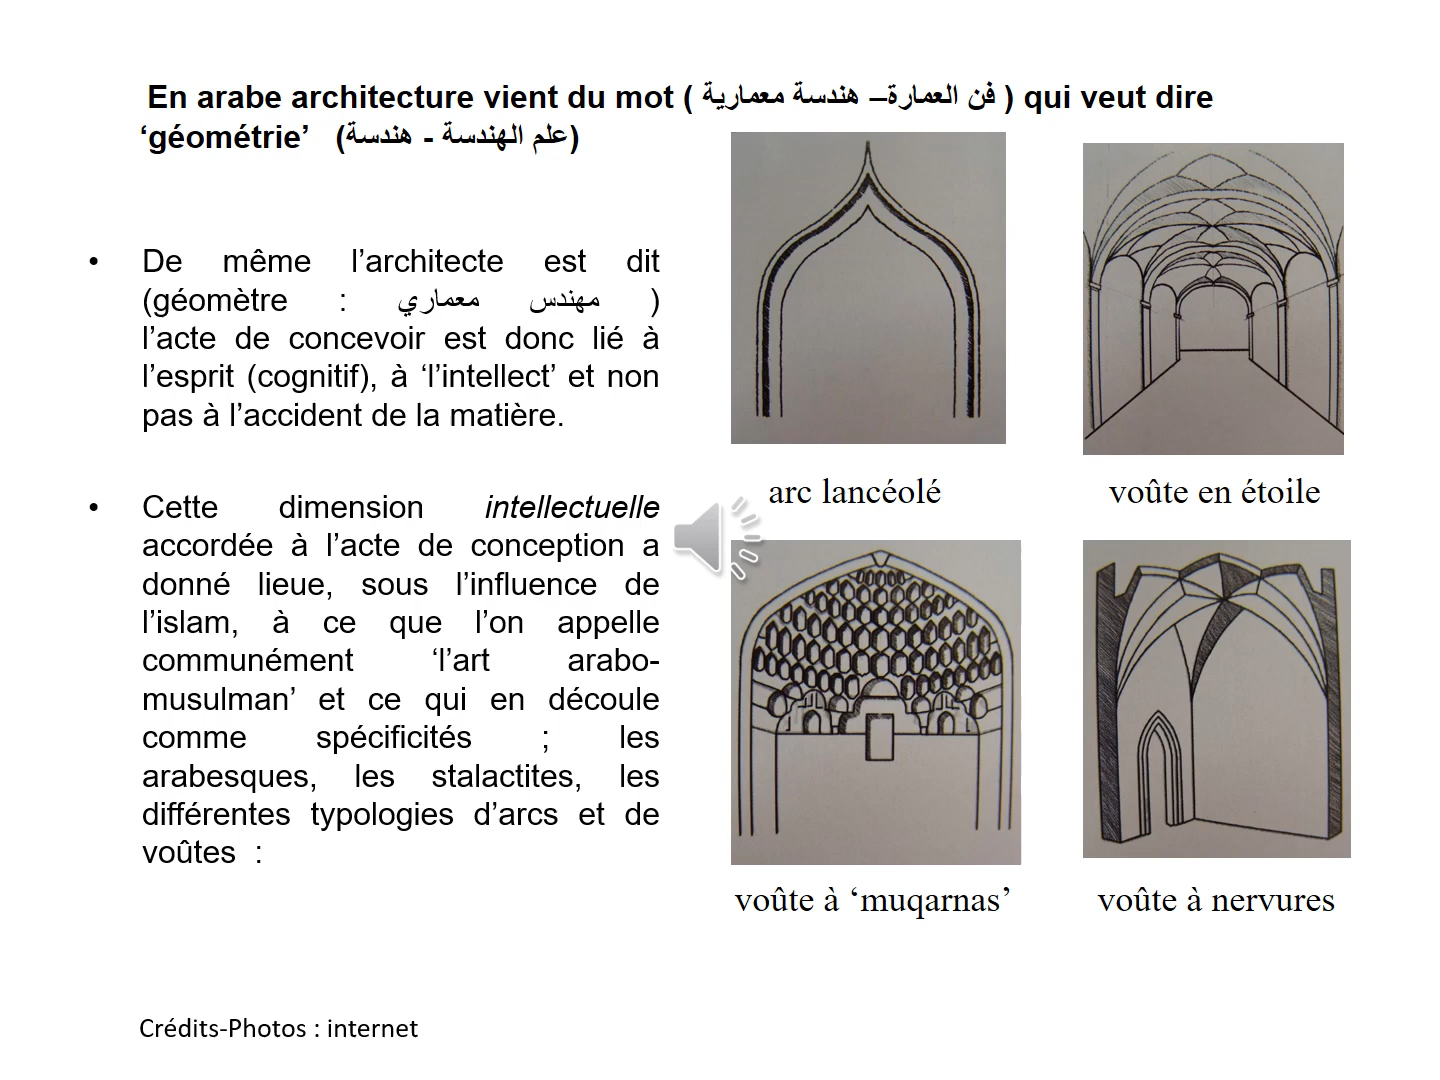 En arabe architecture vient du mot ( فن العمارة– هندسة معمارية ) qui veut dire
‘géométrie’ (علم الهندسة - هندسة)
• De même l’architecte est dit
(géomètre : مهندس معماري )
l’acte de concevoir est donc lié à
l’esprit (cognitif), à ‘l’intellect’ et non
pas à l’accident de la matière.
• Cette dimension intellectuelle
accordée à l’acte de conception a
donné lieue, sous l’influence de
l’islam, à ce que l’on appelle
communément ‘l’art arabo-
musulman’ et ce qui en découle
comme spécificités ; les
arabesques, les stalactites, les
différentes typologies d’arcs et de
voûtes :
arc lancéolé
voûte en étoile
voûte à ‘muqarnas’
voûte à nervures
Crédits-Photos : internet